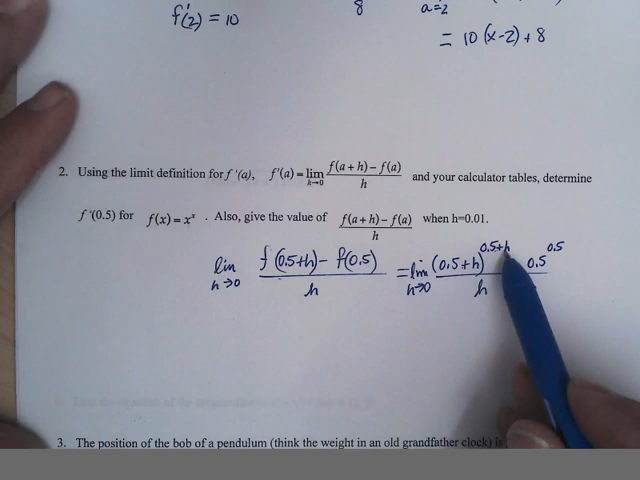 f'(2) = 10
8
a=2
= 10 (x-2) + 8
2. Using the limit definition for f '(a), f'(a) = lim h→0 f(a + h) − f(a) / h and your calculator tables, determine
f '(0.5) for f(x) = xˣ . Also, give the value of f(a + h) − f(a) / h when h=0.01.
lim h→0 f(0.5+h) - f(0.5) / h = lim h→0 (0.5+h)^0.5+h 0.5^0.5 / h
3. The position of the bob of a pendulum (think the weight in an old grandfather clock) is